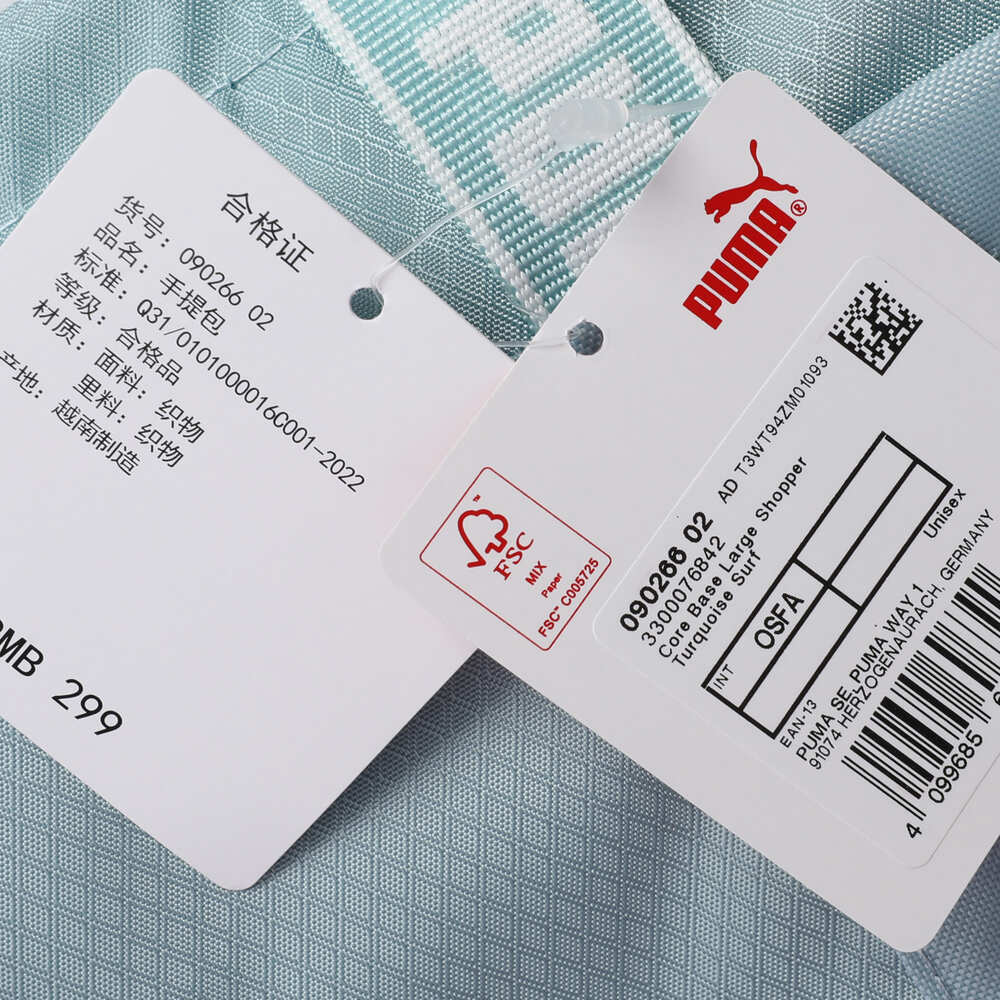 合格证
货号: 090266 02
品名: 手提包
标准: Q31/0101000016C001-2022
等级: 合格品
材质: 面料: 织物
里料: 织物
产地: 越南制造
RMB 299
PUMA®
™
FSC
MIX
Paper
FSC™ C005725
AD T3WT94ZM01093
090266 02
3300076842
Core Base Large Shopper
Turquoise Surf
INT
OSFA
Unisex
EAN-13
PUMA SE, PUMA WAY 1
91074 HERZOGENAURACH, GERMANY
4 099685